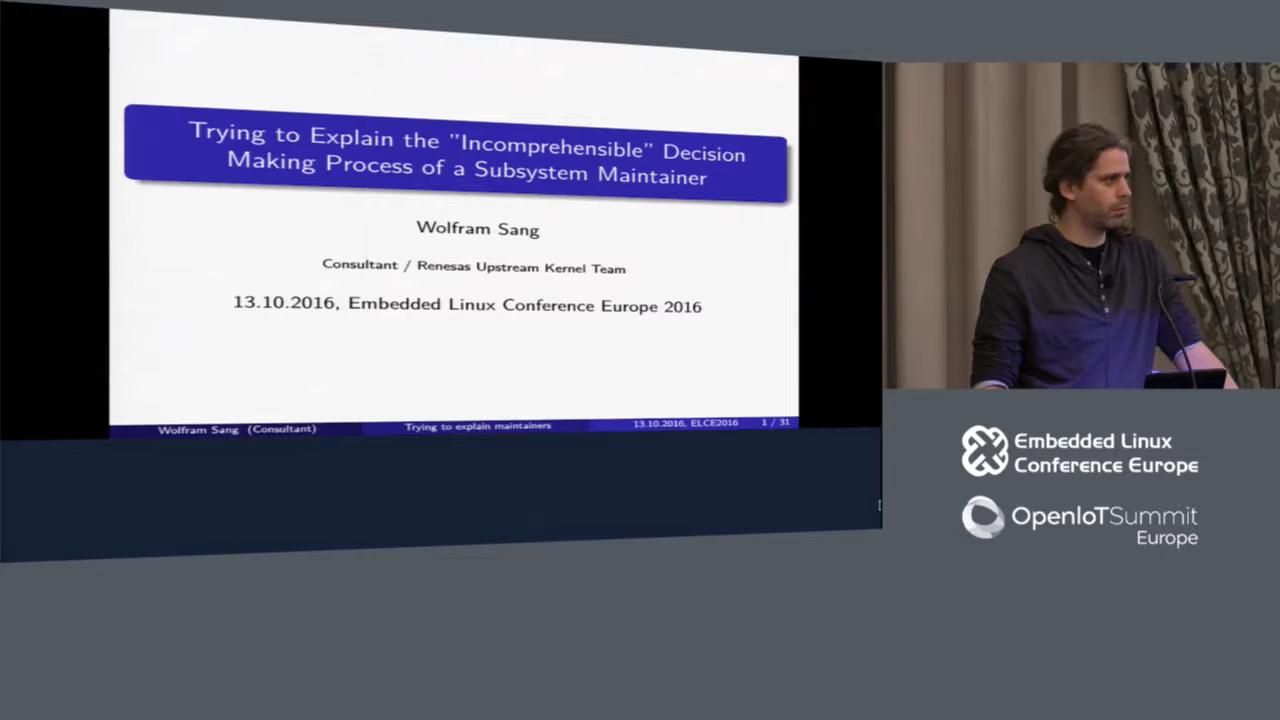 Trying to Explain the "Incomprehensible" Decision
Making Process of a Subsystem Maintainer
Wolfram Sang
Consultant / Renesas Upstream Kernel Team
13.10.2016, Embedded Linux Conference Europe 2016
Wolfram Sang (Consultant) Trying to explain maintainers 13.10.2016, ELCE2016 1 / 31
Embedded Linux
Conference Europe
OpenIoTSummit
Europe